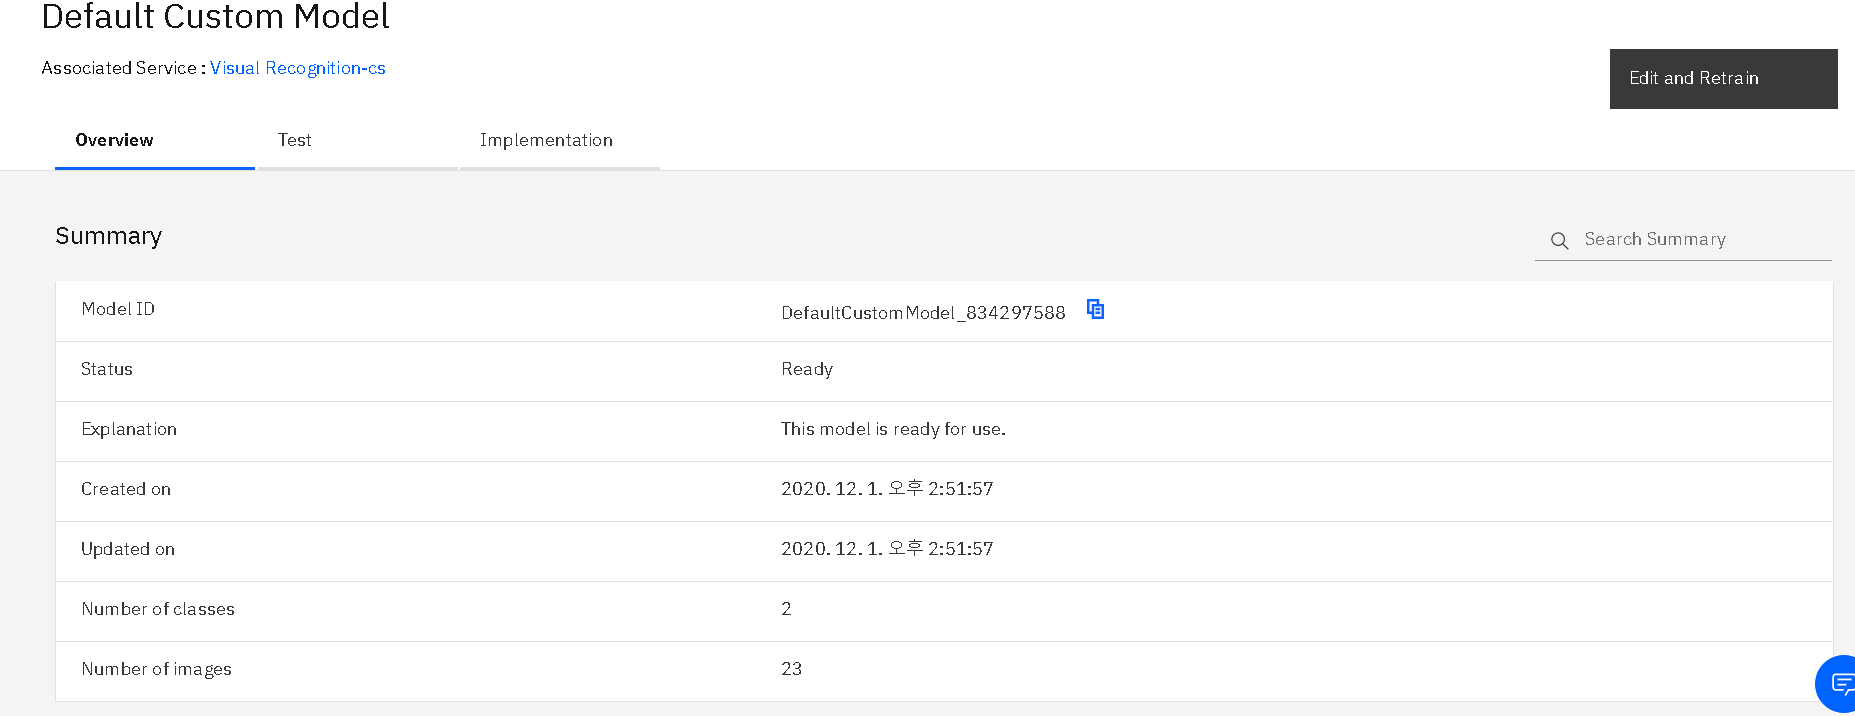 Default Custom Model
Associated Service : Visual Recognition-cs
Edit and Retrain
Overview
Test
Implementation
Summary
Search Summary
Model ID
DefaultCustomModel_834297588
Status
Ready
Explanation
This model is ready for use.
Created on
2020. 12. 1. 오후 2:51:57
Updated on
2020. 12. 1. 오후 2:51:57
Number of classes
2
Number of images
23